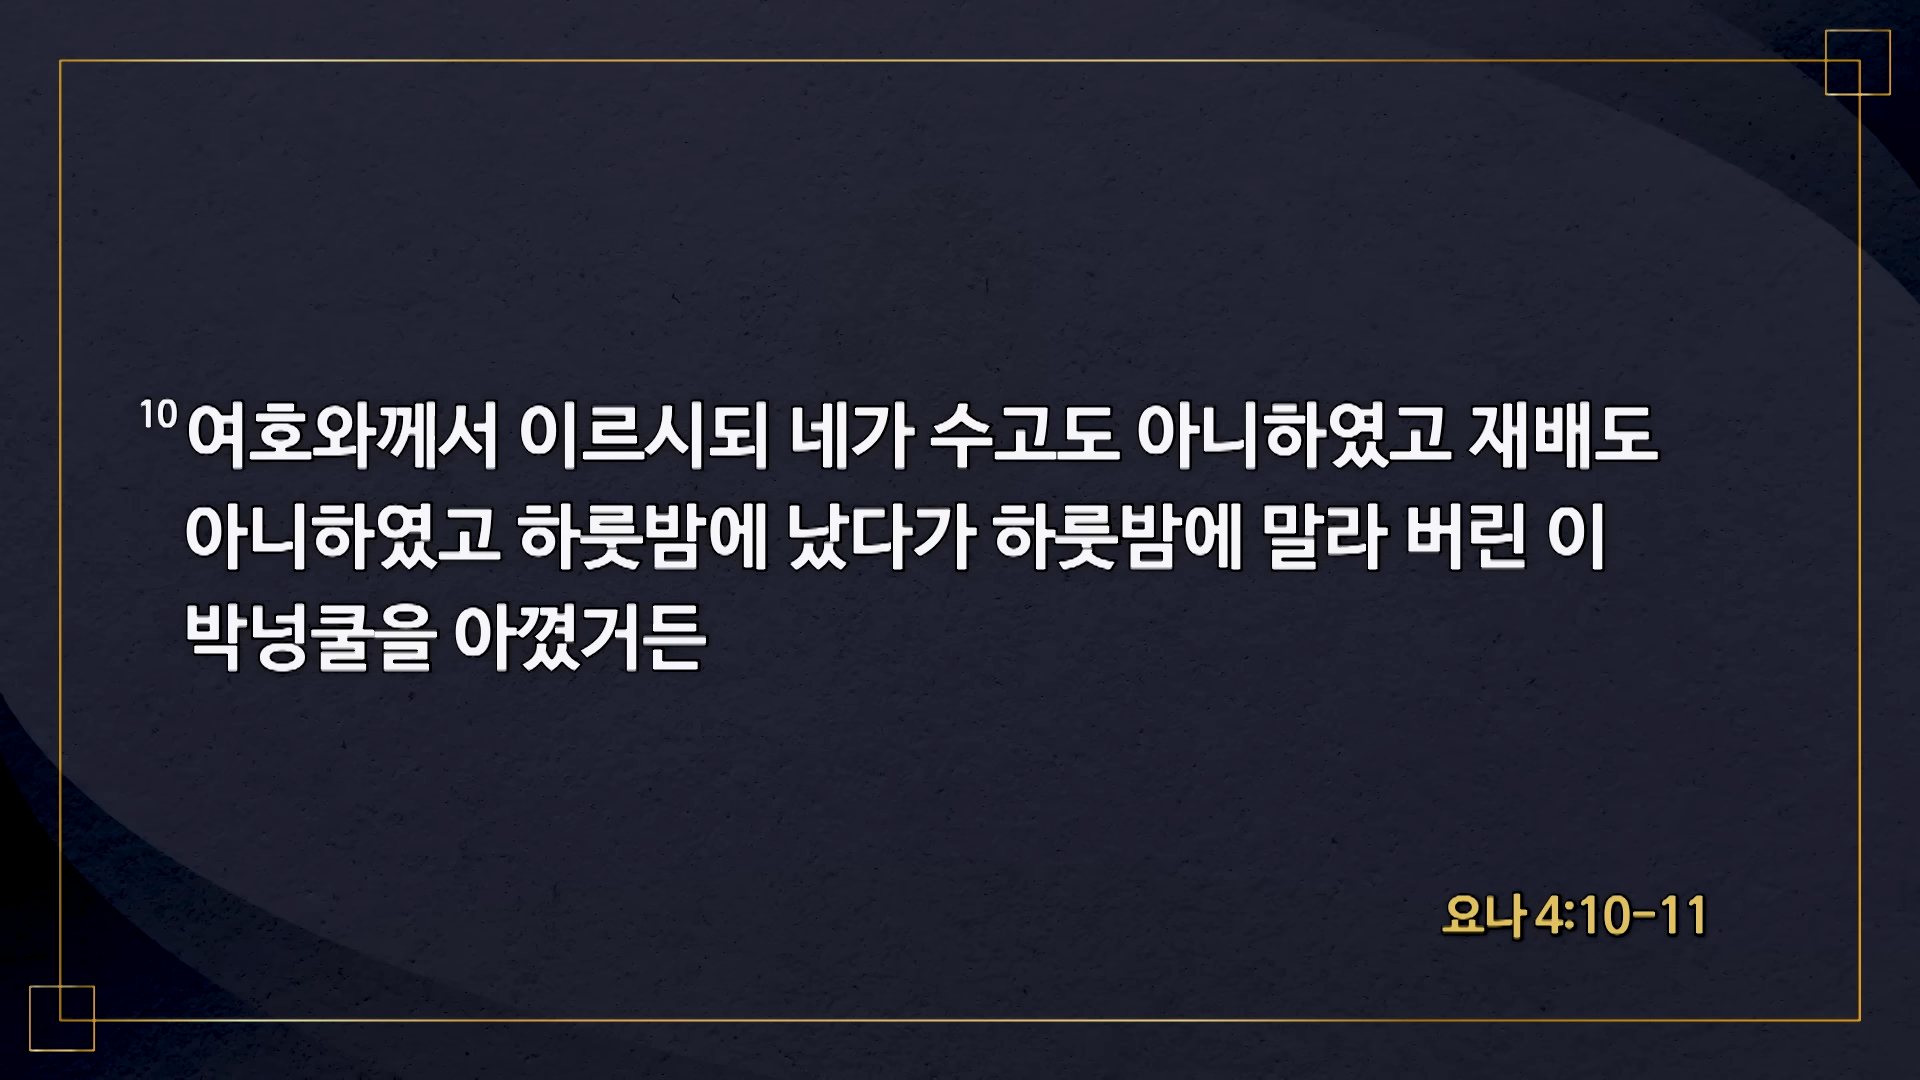 10 여호와께서 이르시되 네가 수고도 아니하였고 재배도
아니하였고 하룻밤에 났다가 하룻밤에 말라 버린 이
박넝쿨을 아꼈거든
요나 4:10-11